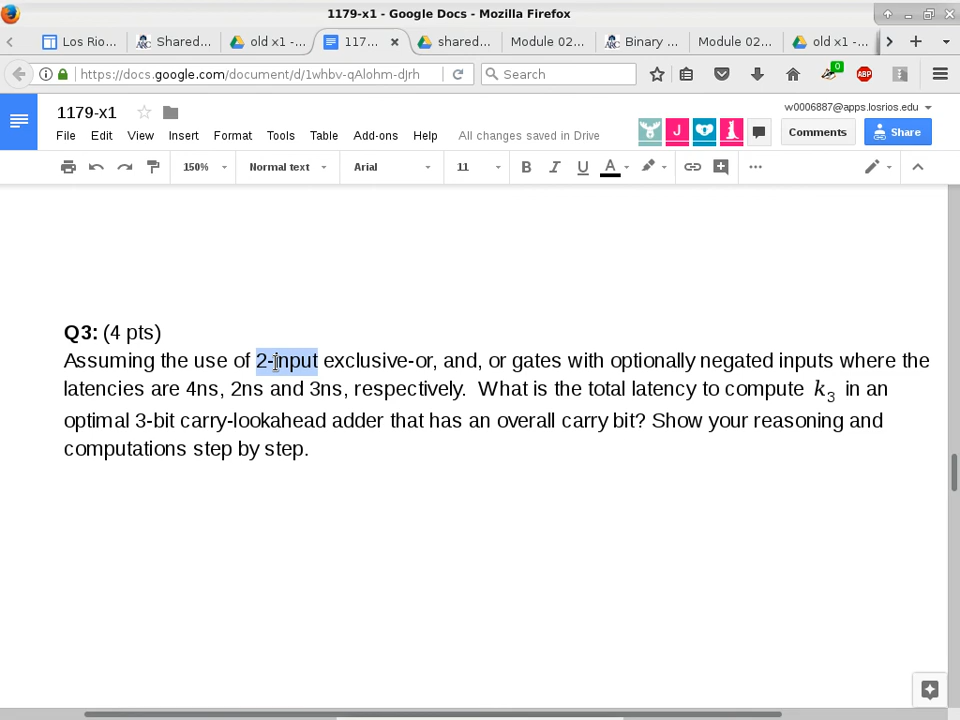 1179-x1 - Google Docs - Mozilla Firefox
Los Rio... Shared... old x1 -... 117... shared... Module 02... Binary ... Module 02... old x1 -...
https://docs.google.com/document/d/1whbv-qAlohm-dJrh Search 0 ABP
1179-x1 w0006887@apps.losrios.edu
File Edit View Insert Format Tools Table Add-ons Help All changes saved in Drive J Comments Share
150% Normal text Arial 11 B I U A
Q3: (4 pts)
Assuming the use of 2-input exclusive-or, and, or gates with optionally negated inputs where the
latencies are 4ns, 2ns and 3ns, respectively. What is the total latency to compute k₃ in an
optimal 3-bit carry-lookahead adder that has an overall carry bit? Show your reasoning and
computations step by step.